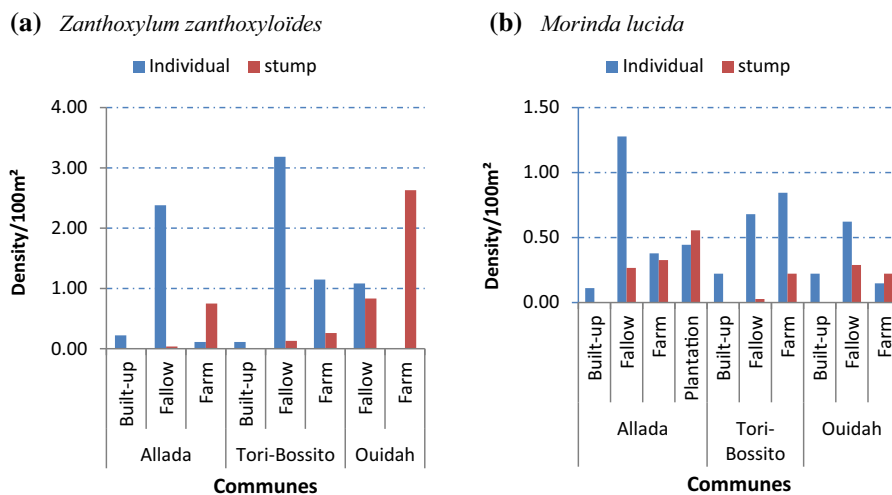 (a) Zanthoxylum zanthoxyloïdes
Individual stump
4.00
3.00
2.00
1.00
0.00
Density/100m²
Built-up Fallow Farm Built-up Fallow Farm Fallow Farm
Allada Tori-Bossito Ouidah
Communes
(b) Morinda lucida
Individual stump
1.50
1.00
0.50
0.00
Density/100m²
Built-up Fallow Farm Plantation Built-up Fallow Farm Built-up Fallow Farm
Allada Tori- Ouidah
Bossito
Communes